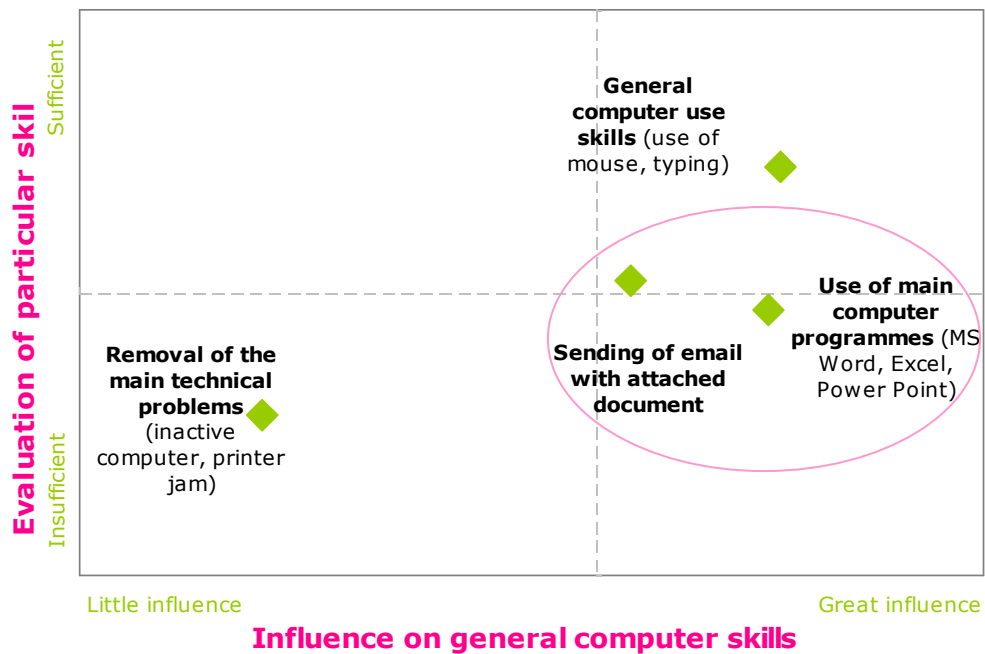 Evaluation of particular skil
Sufficient
Insufficient
General
computer use
skills (use of
mouse, typing)
Use of main
computer
programmes (MS
Word, Excel,
Power Point)
Sending of email
with attached
document
Removal of the
main technical
problems
(inactive
computer, printer
jam)
Little influence
Great influence
Influence on general computer skills